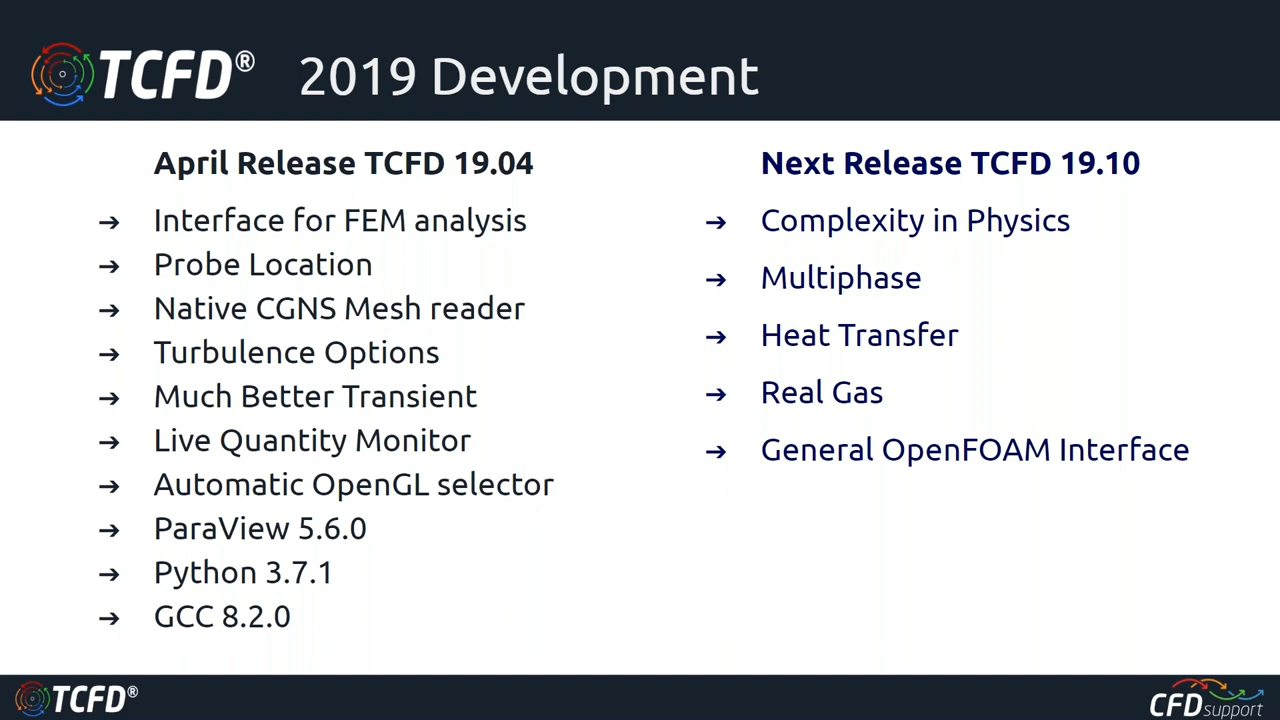 TCFD®
2019 Development
April Release TCFD 19.04
➔ Interface for FEM analysis
➔ Probe Location
➔ Native CGNS Mesh reader
➔ Turbulence Options
➔ Much Better Transient
➔ Live Quantity Monitor
➔ Automatic OpenGL selector
➔ ParaView 5.6.0
➔ Python 3.7.1
➔ GCC 8.2.0
Next Release TCFD 19.10
➔ Complexity in Physics
➔ Multiphase
➔ Heat Transfer
➔ Real Gas
➔ General OpenFOAM Interface
TCFD®
CFDsupport